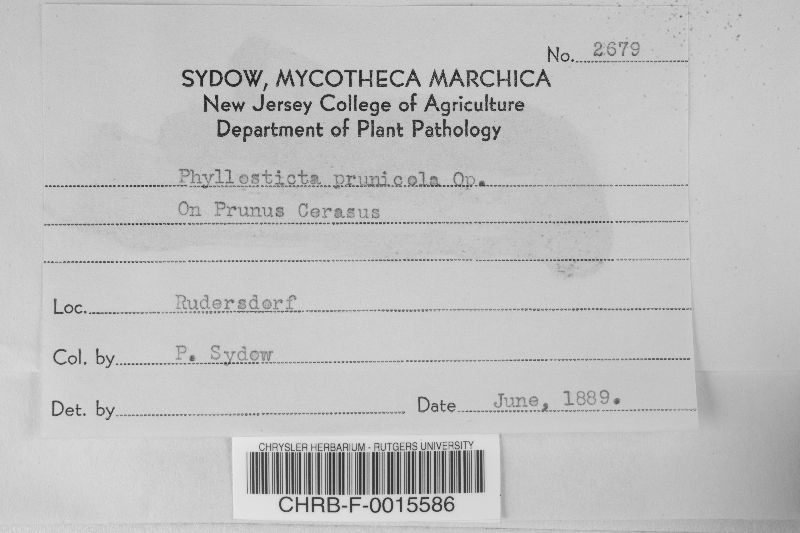 No. 2679
SYDOW, MYCOTHECA MARCHICA
New Jersey College of Agriculture
Department of Plant Pathology
Phyllosticta prunicola Op.
On Prunus Cerasus
Loc. Rudersdorf
Col. by P. Sydow
Det. by Date June, 1889.
CHRYSLER HERBARIUM - RUTGERS UNIVERSITY
CHRB-F-0015586